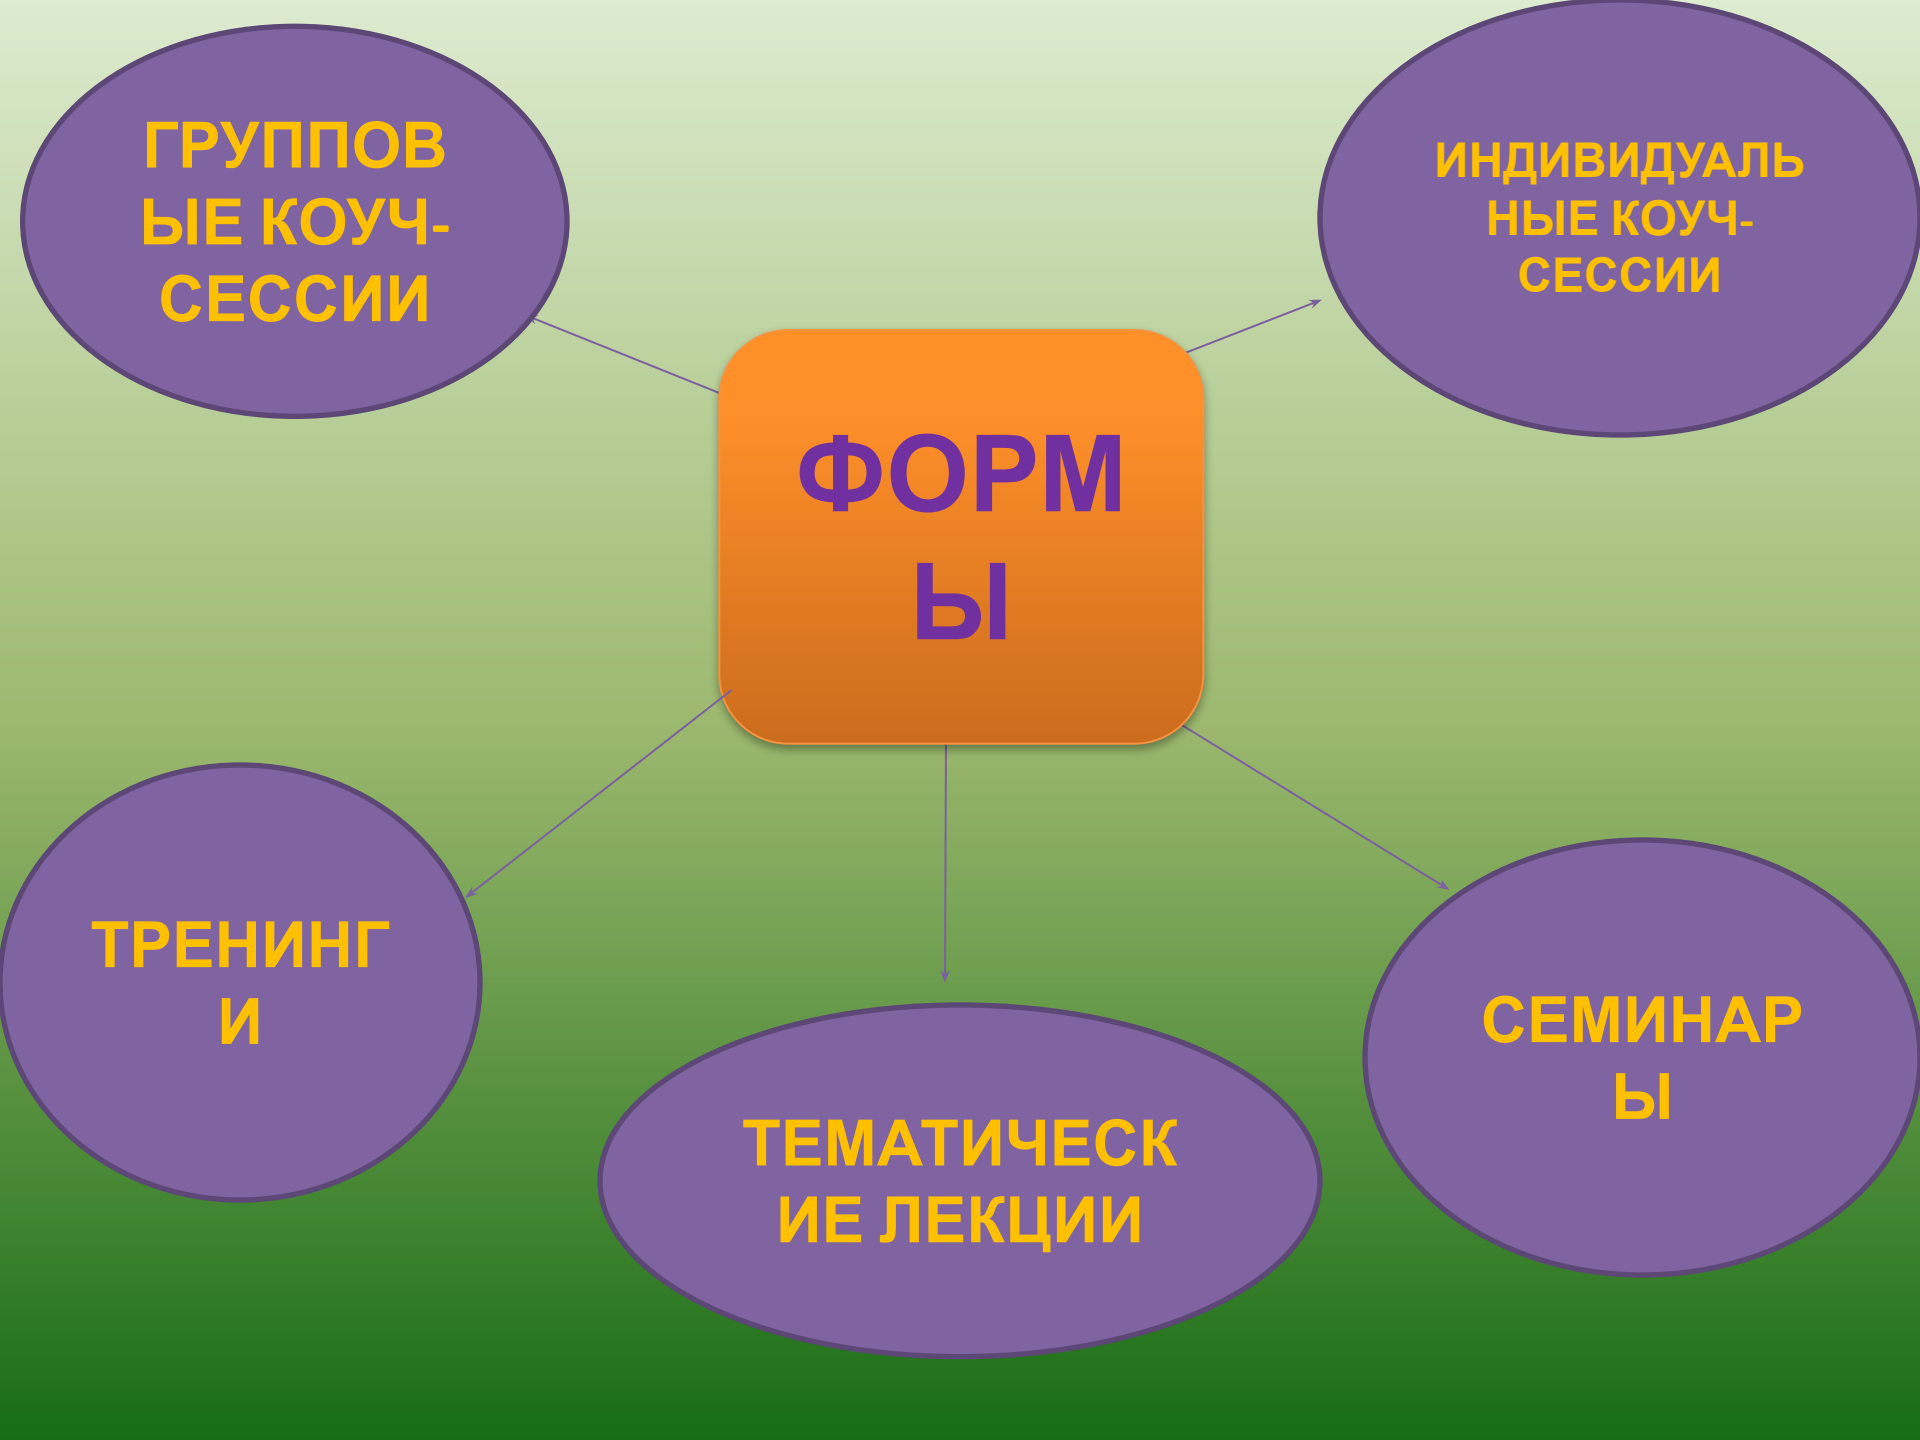 ГРУППОВ
ЫЕ КОУЧ-
СЕССИИ
ИНДИВИДУАЛЬ
НЫЕ КОУЧ-
СЕССИИ
ФОРМ
Ы
ТРЕНИНГ
И
ТЕМАТИЧЕСК
ИЕ ЛЕКЦИИ
СЕМИНАР
Ы